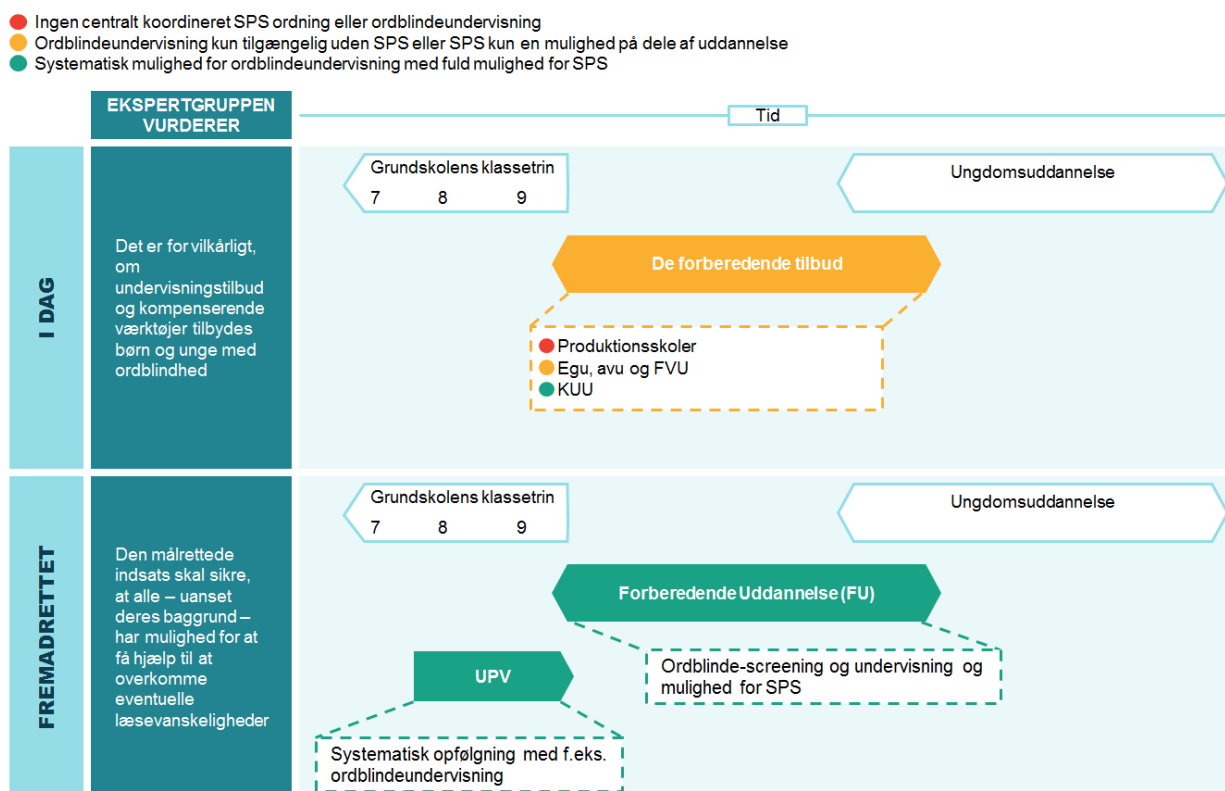 Ingen centralt koordineret SPS ordning eller ordblindeundervisning
Ordblindeundervisning kun tilgængelig uden SPS eller SPS kun en mulighed på dele af uddannelse
Systematisk mulighed for ordblindeundervisning med fuld mulighed for SPS
EKSPERTGRUPPEN
VURDERER
Tid
I DAG
Det er for vilkårligt,
om
undervisningstilbud
og kompenserende
værktøjer tilbydes
børn og unge med
ordblindhed
Grundskolens klassetrin
7 8 9
Ungdomsuddannelse
De forberedende tilbud
Produktionsskoler
Egu, avu og FVU
KUU
FREMADRETTET
Den målrettede
indsats skal sikre,
at alle – uanset
deres baggrund –
har mulighed for at
få hjælp til at
overkomme
eventuelle
læsevanskeligheder
Grundskolens klassetrin
7 8 9
Ungdomsuddannelse
Forberedende Uddannelse (FU)
Ordblinde-screening og undervisning og
mulighed for SPS
UPV
Systematisk opfølgning med f.eks.
ordblindeundervisning